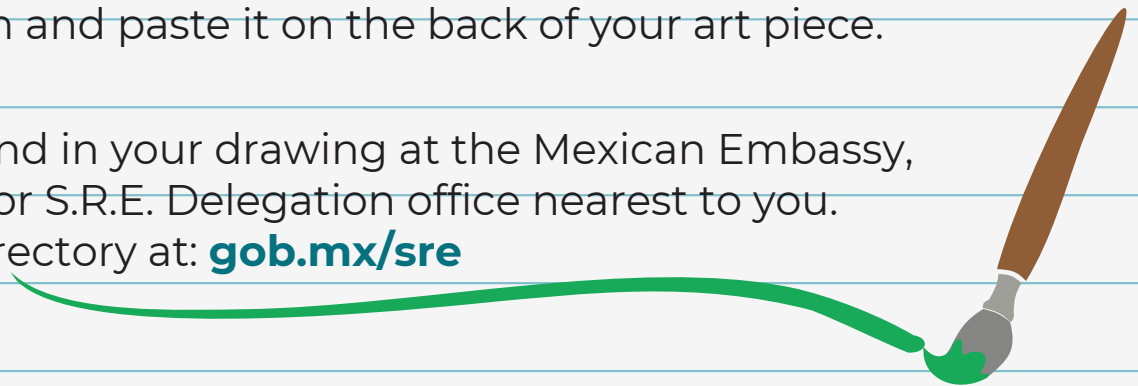 and paste it on the back of your art piece.
nd in your drawing at the Mexican Embassy,
or S.R.E. Delegation office nearest to you.
rectory at: gob.mx/sre